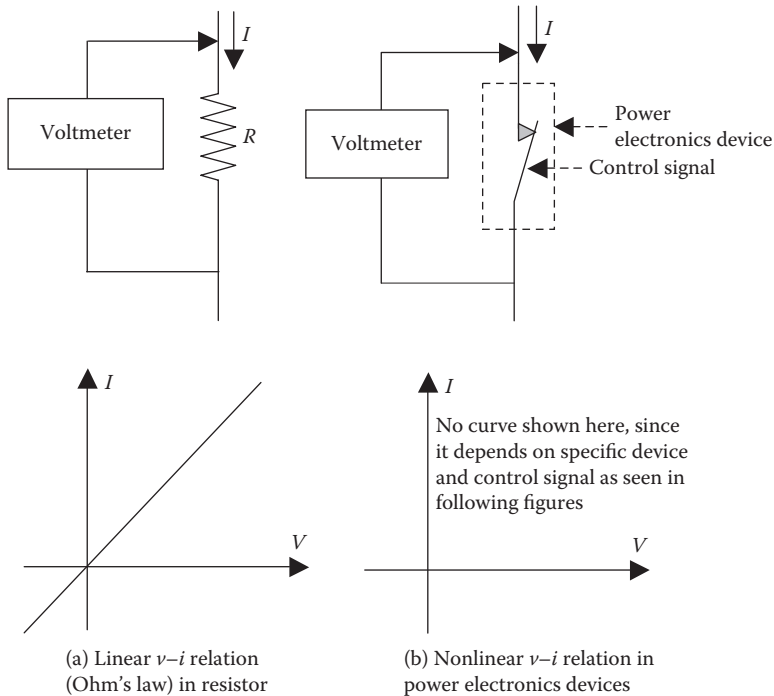 I
Voltmeter
R
I
Voltmeter
Power
electronics device
Control signal
I
V
(a) Linear v–i relation
(Ohm's law) in resistor
I
No curve shown here, since
it depends on specific device
and control signal as seen in
following figures
V
(b) Nonlinear v–i relation in
power electronics devices